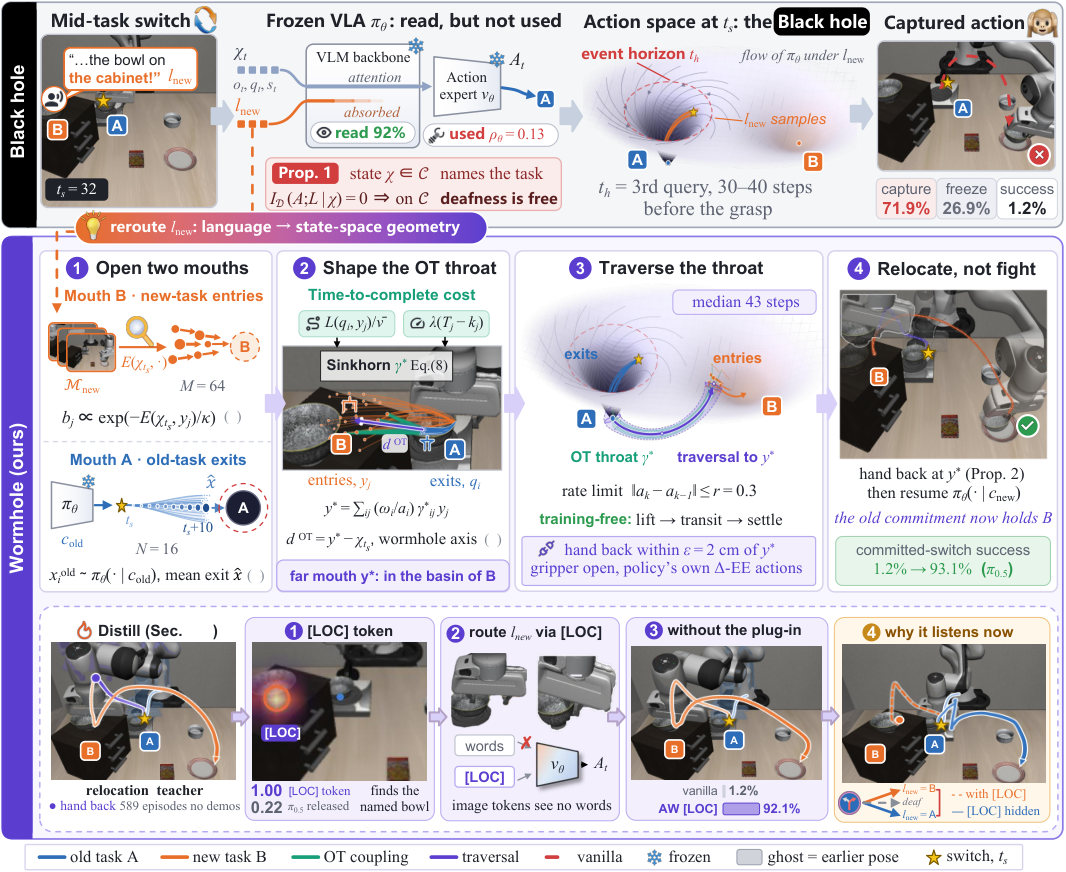 Black hole
Mid-task switch
“…the bowl on
the cabinet!” l_new
B
A
t_s = 32
Frozen VLA π_θ: read, but not used
χ_t
o_t, q_t, s_t
l_new
VLM backbone
attention
absorbed
read 92%
Action
expert v_θ
A_t
A
used ρ_θ = 0.13
Prop. 1 state χ ∈ C names the task
I_D(A;L|χ) = 0 ⇒ on C deafness is free
Action space at t_s: the Black hole
event horizon t_h
flow of π_θ under l_new
l_new samples
A
B
t_h = 3rd query, 30–40 steps
before the grasp
Captured action
A
B
capture
71.9%
freeze
26.9%
success
1.2%
reroute l_new: language → state-space geometry
Wormhole (ours)
1 Open two mouths
Mouth B · new-task entries
E(χ_{t_s}, ·)
B
M_new
M = 64
b_j ∝ exp(−E(χ_{t_s}, y_j)/κ) ( )
Mouth A · old-task exits
π_θ
x̂
A
t_s
t_s+10
c_old
N = 16
x_i^old ~ π_θ(· | c_old), mean exit x̂ ( )
2 Shape the OT throat
Time-to-complete cost
L(q_i, y_j)/v̄
λ(T_j − k_j)
Sinkhorn γ* Eq.(8)
B
d^OT
A
entries, y_j
exits, q_i
y* = ∑_ij (ω_i/a_i) γ*_ij y_j
d^OT = y* − χ_{t_s}, wormhole axis ( )
far mouth y*: in the basin of B
3 Traverse the throat
median 43 steps
exits
entries
A
B
OT throat γ*
traversal to y*
rate limit ‖a_k − a_{k−1}‖ ≤ r = 0.3
training-free: lift → transit → settle
hand back within ε = 2 cm of y*
gripper open, policy’s own Δ-EE actions
4 Relocate, not fight
B
hand back at y* (Prop. 2)
then resume π_θ(· | c_new)
the old commitment now holds B
committed-switch success
1.2% → 93.1% (π_0.5)
Distill (Sec. )
B
A
relocation teacher
hand back 589 episodes no demos
1 [LOC] token
[LOC]
1.00 [LOC] token
0.22 π_0.5 released
finds the
named bowl
2 route l_new via [LOC]
words
[LOC]
v_θ
A_t
image tokens see no words
3 without the plug-in
B
A
vanilla 1.2%
AW [LOC] 92.1%
4 why it listens now
B
A
l_new = B
deaf
l_new = A
with [LOC]
[LOC] hidden
old task A
new task B
OT coupling
traversal
vanilla
frozen
ghost = earlier pose
switch, t_s